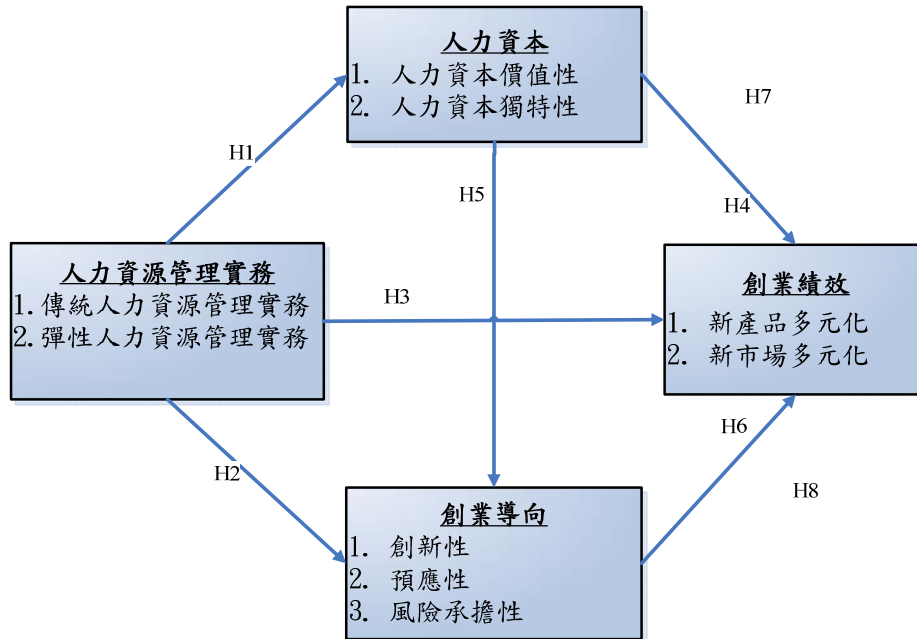 人力資本
1. 人力資本價值性
2. 人力資本獨特性
H7
H1
H5
H4
人力資源管理實務
1.傳統人力資源管理實務
2.彈性人力資源管理實務
H3
創業績效
1. 新產品多元化
2. 新市場多元化
H2
H6
H8
創業導向
1. 創新性
2. 預應性
3. 風險承擔性